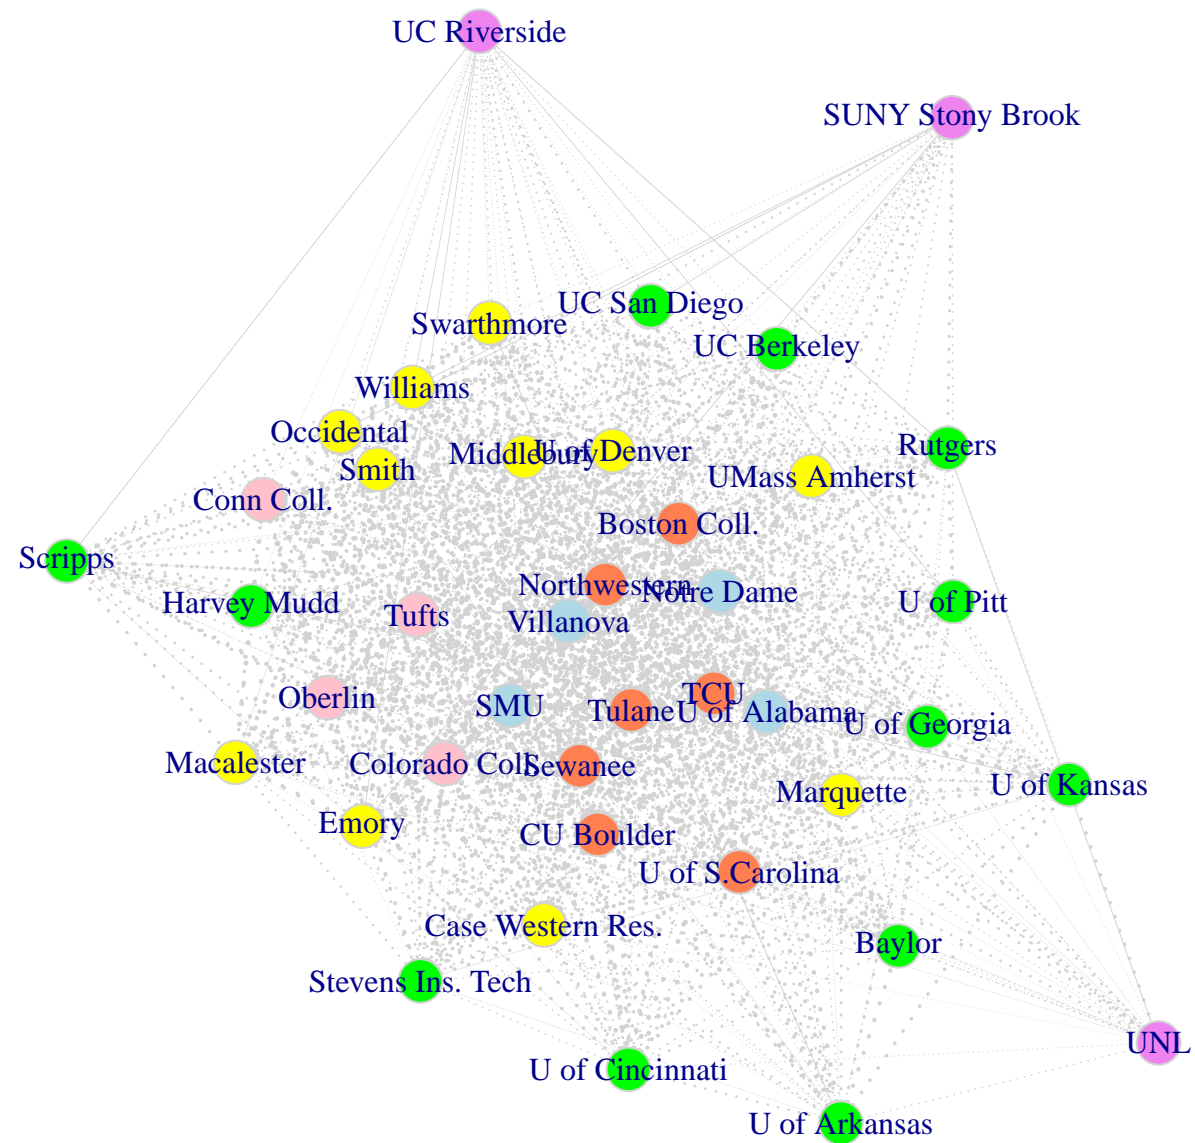 UC Riverside
SUNY Stony Brook
UC San Diego
Swarthmore
UC Berkeley
Williams
Occidental
Rutgers
Middlebury
U of Denver
Smith
UMass Amherst
Conn Coll.
Boston Coll.
Scripps
Northwestern
Notre Dame
Harvey Mudd
U of Pitt
Tufts
Villanova
Oberlin
TCU
SMU
Tulane
U of Alabama
U of Georgia
Macalester
Colorado Coll.
Sewanee
U of Kansas
Marquette
Emory
CU Boulder
U of S.Carolina
Case Western Res.
Baylor
Stevens Ins. Tech
UNL
U of Cincinnati
U of Arkansas